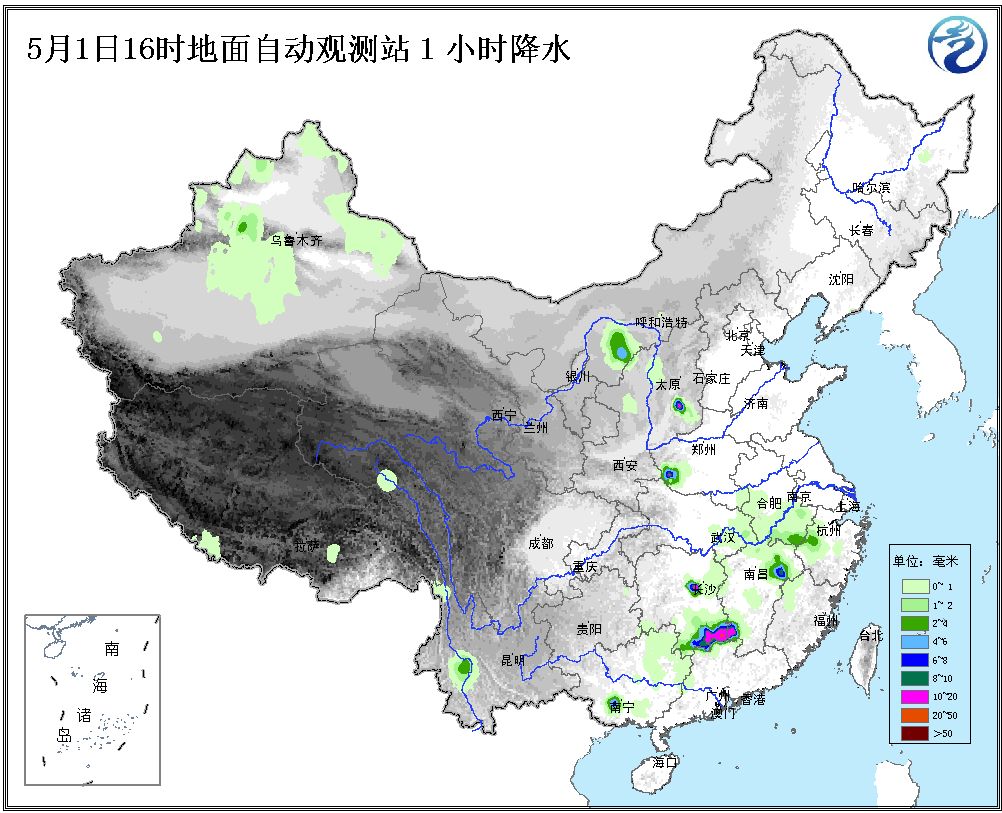 5月1日16时地面自动观测站 1 小时降水
哈尔滨
长春
乌鲁木齐
沈阳
呼和浩特
北京
天津
银川
太原
石家庄
济南
西宁
兰州
郑州
西安
合肥
南京
上海
成都
武汉
杭州
拉萨
重庆
南昌
长沙
贵阳
福州
台北
昆明
广州
香港
澳门
南宁
海口
南
海
诸
岛
单位: 毫米
0~ 1
1~ 2
2~4
4~6
6~8
8~10
10~20
20~50
>50